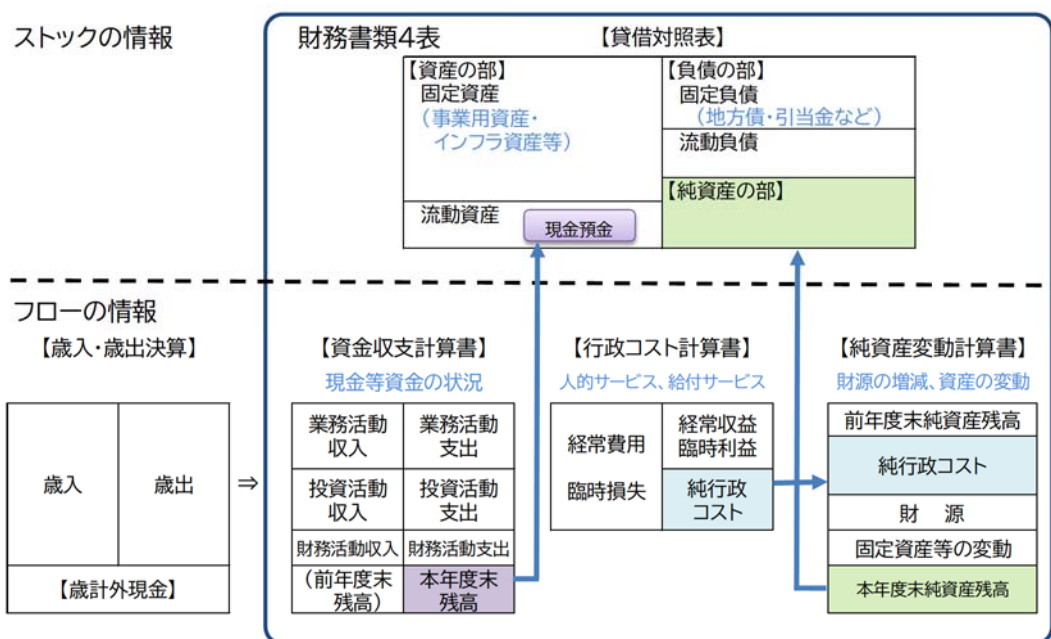 ストックの情報
財務書類4表
【貸借対照表】
【資産の部】
固定資産
（事業用資産・
インフラ資産等）
流動資産
現金預金
【負債の部】
固定負債
（地方債・引当金など）
流動負債
【純資産の部】
フローの情報
【歳入・歳出決算】
歳入
歳出
【歳計外現金】
⇒
【資金収支計算書】
現金等資金の状況
業務活動
収入
業務活動
支出
投資活動
収入
投資活動
支出
財務活動収入
財務活動支出
（前年度末
残高）
本年度末
残高
【行政コスト計算書】
人的サービス、給付サービス
経常費用
臨時損失
経常収益
臨時利益
純行政
コスト
【純資産変動計算書】
財源の増減、資産の変動
前年度末純資産残高
純行政コスト
財　源
固定資産等の変動
本年度末純資産残高